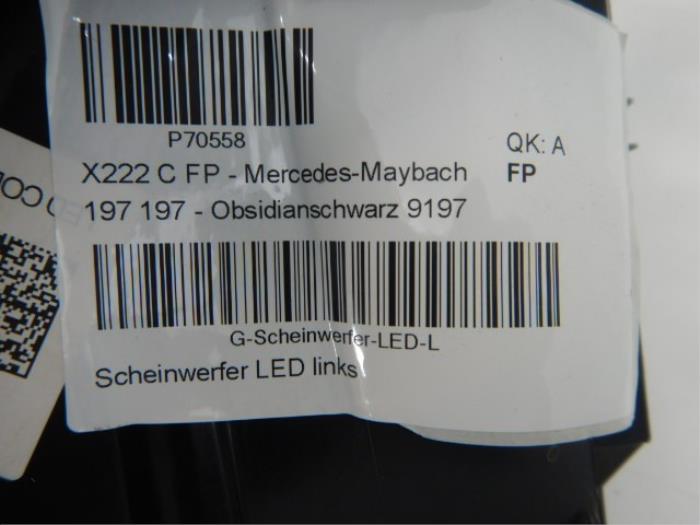 P70558
QK: A
X222 C FP - Mercedes-Maybach FP
197 197 - Obsidianschwarz 9197
G-Scheinwerfer-LED-L
Scheinwerfer LED links